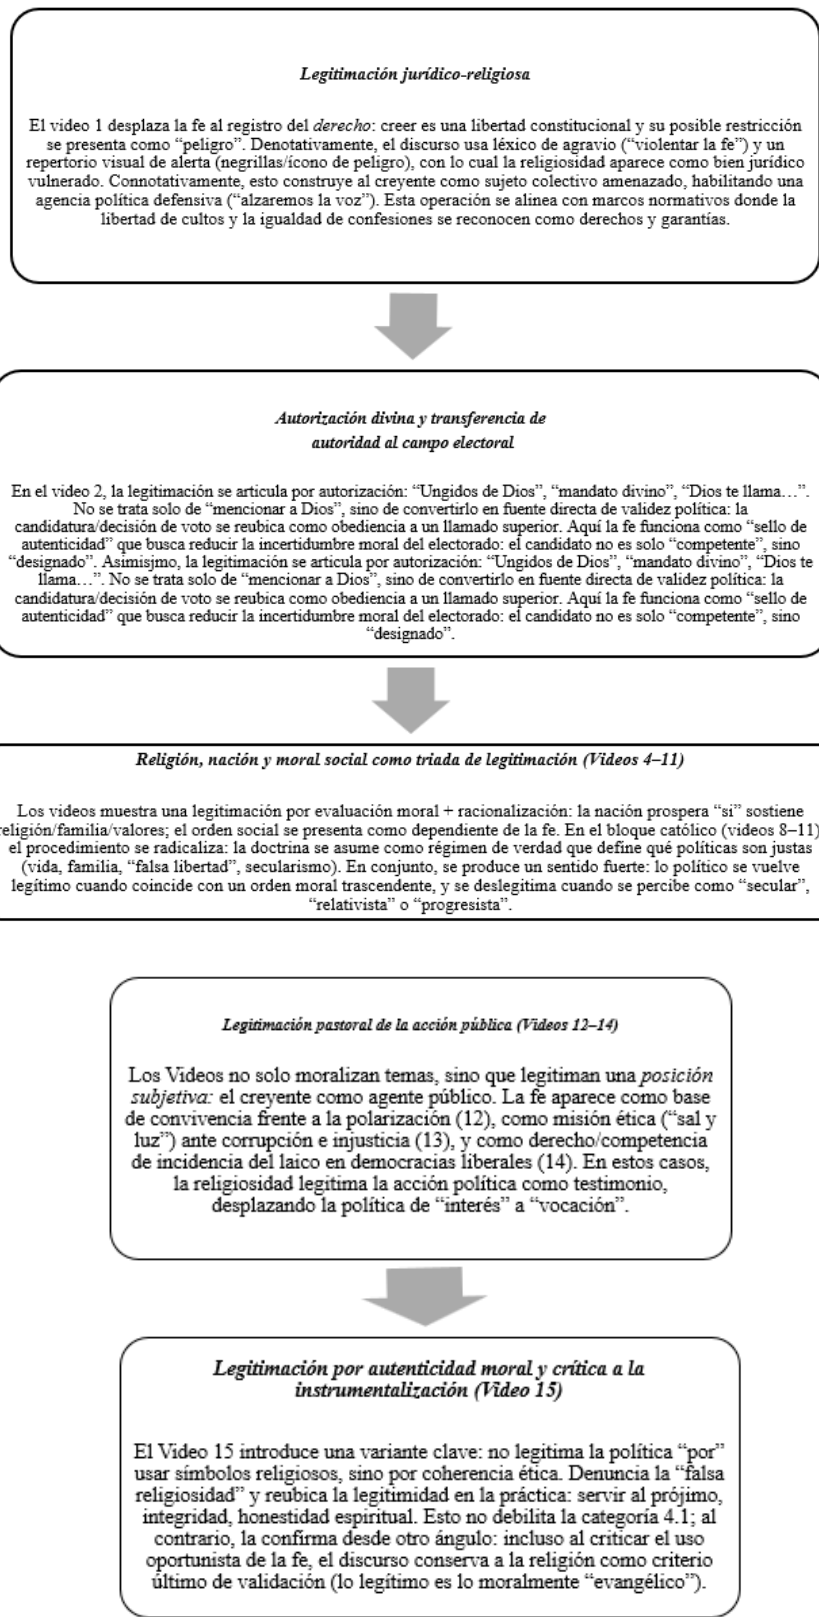 Legitimación jurídico-religiosa
El video 1 desplaza la fe al registro del derecho: creer es una libertad constitucional y su posible restricción
se presenta como “peligro”. Denotativamente, el discurso usa léxico de agravio (“violentar la fe”) y un
repertorio visual de alerta (negrillas/ícono de peligro), con lo cual la religiosidad aparece como bien jurídico
vulnerado. Connotativamente, esto construye al creyente como sujeto colectivo amenazado, habilitando una
agencia política defensiva (“alzaremos la voz”). Esta operación se alinea con marcos normativos donde la
libertad de cultos y la igualdad de confesiones se reconocen como derechos y garantías.
Autorización divina y transferencia de
autoridad al campo electoral
En el video 2, la legitimación se articula por autorización: “Ungidos de Dios”, “mandato divino”, “Dios te llama…”.
No se trata solo de “mencionar a Dios”, sino de convertirlo en fuente directa de validez política: la
candidatura/decisión de voto se reubica como obediencia a un llamado superior. Aquí la fe funciona como “sello de
autenticidad” que busca reducir la incertidumbre moral del electorado: el candidato no es solo “competente”, sino
“designado”. Asimisjmo, la legitimación se articula por autorización: “Ungidos de Dios”, “mandato divino”, “Dios te
llama…”. No se trata solo de “mencionar a Dios”, sino de convertirlo en fuente directa de validez política: la
candidatura/decisión de voto se reubica como obediencia a un llamado superior. Aquí la fe funciona como “sello de
autenticidad” que busca reducir la incertidumbre moral del electorado: el candidato no es solo “competente”, sino
“designado”.
Religión, nación y moral social como triada de legitimación (Videos 4–11)
Los videos muestra una legitimación por evaluación moral + racionalización: la nación prospera “si” sostiene
religión/familia/valores; el orden social se presenta como dependiente de la fe. En el bloque católico (videos 8–11)
el procedimiento se radicaliza: la doctrina se asume como régimen de verdad que define qué políticas son justas
(vida, familia, “falsa libertad”, secularismo). En conjunto, se produce un sentido fuerte: lo político se vuelve
legítimo cuando coincide con un orden moral trascendente, y se deslegitima cuando se percibe como “secular”,
“relativista” o “progresista”.
Legitimación pastoral de la acción pública (Videos 12–14)
Los Videos no solo moralizan temas, sino que legitiman una posición
subjetiva: el creyente como agente público. La fe aparece como base
de convivencia frente a la polarización (12), como misión ética (“sal y
luz”) ante corrupción e injusticia (13), y como derecho/competencia
de incidencia del laico en democracias liberales (14). En estos casos,
la religiosidad legitima la acción política como testimonio,
desplazando la política de “interés” a “vocación”.
Legitimación por autenticidad moral y crítica a la
instrumentalización (Video 15)
El Video 15 introduce una variante clave: no legitima la política “por”
usar símbolos religiosos, sino por coherencia ética. Denuncia la “falsa
religiosidad” y reubica la legitimidad en la práctica: servir al prójimo,
integridad, honestidad espiritual. Esto no debilita la categoría 4.1; al
contrario, la confirma desde otro ángulo: incluso al criticar el uso
oportunista de la fe, el discurso conserva a la religión como criterio
último de validación (lo legítimo es lo moralmente “evangélico”).